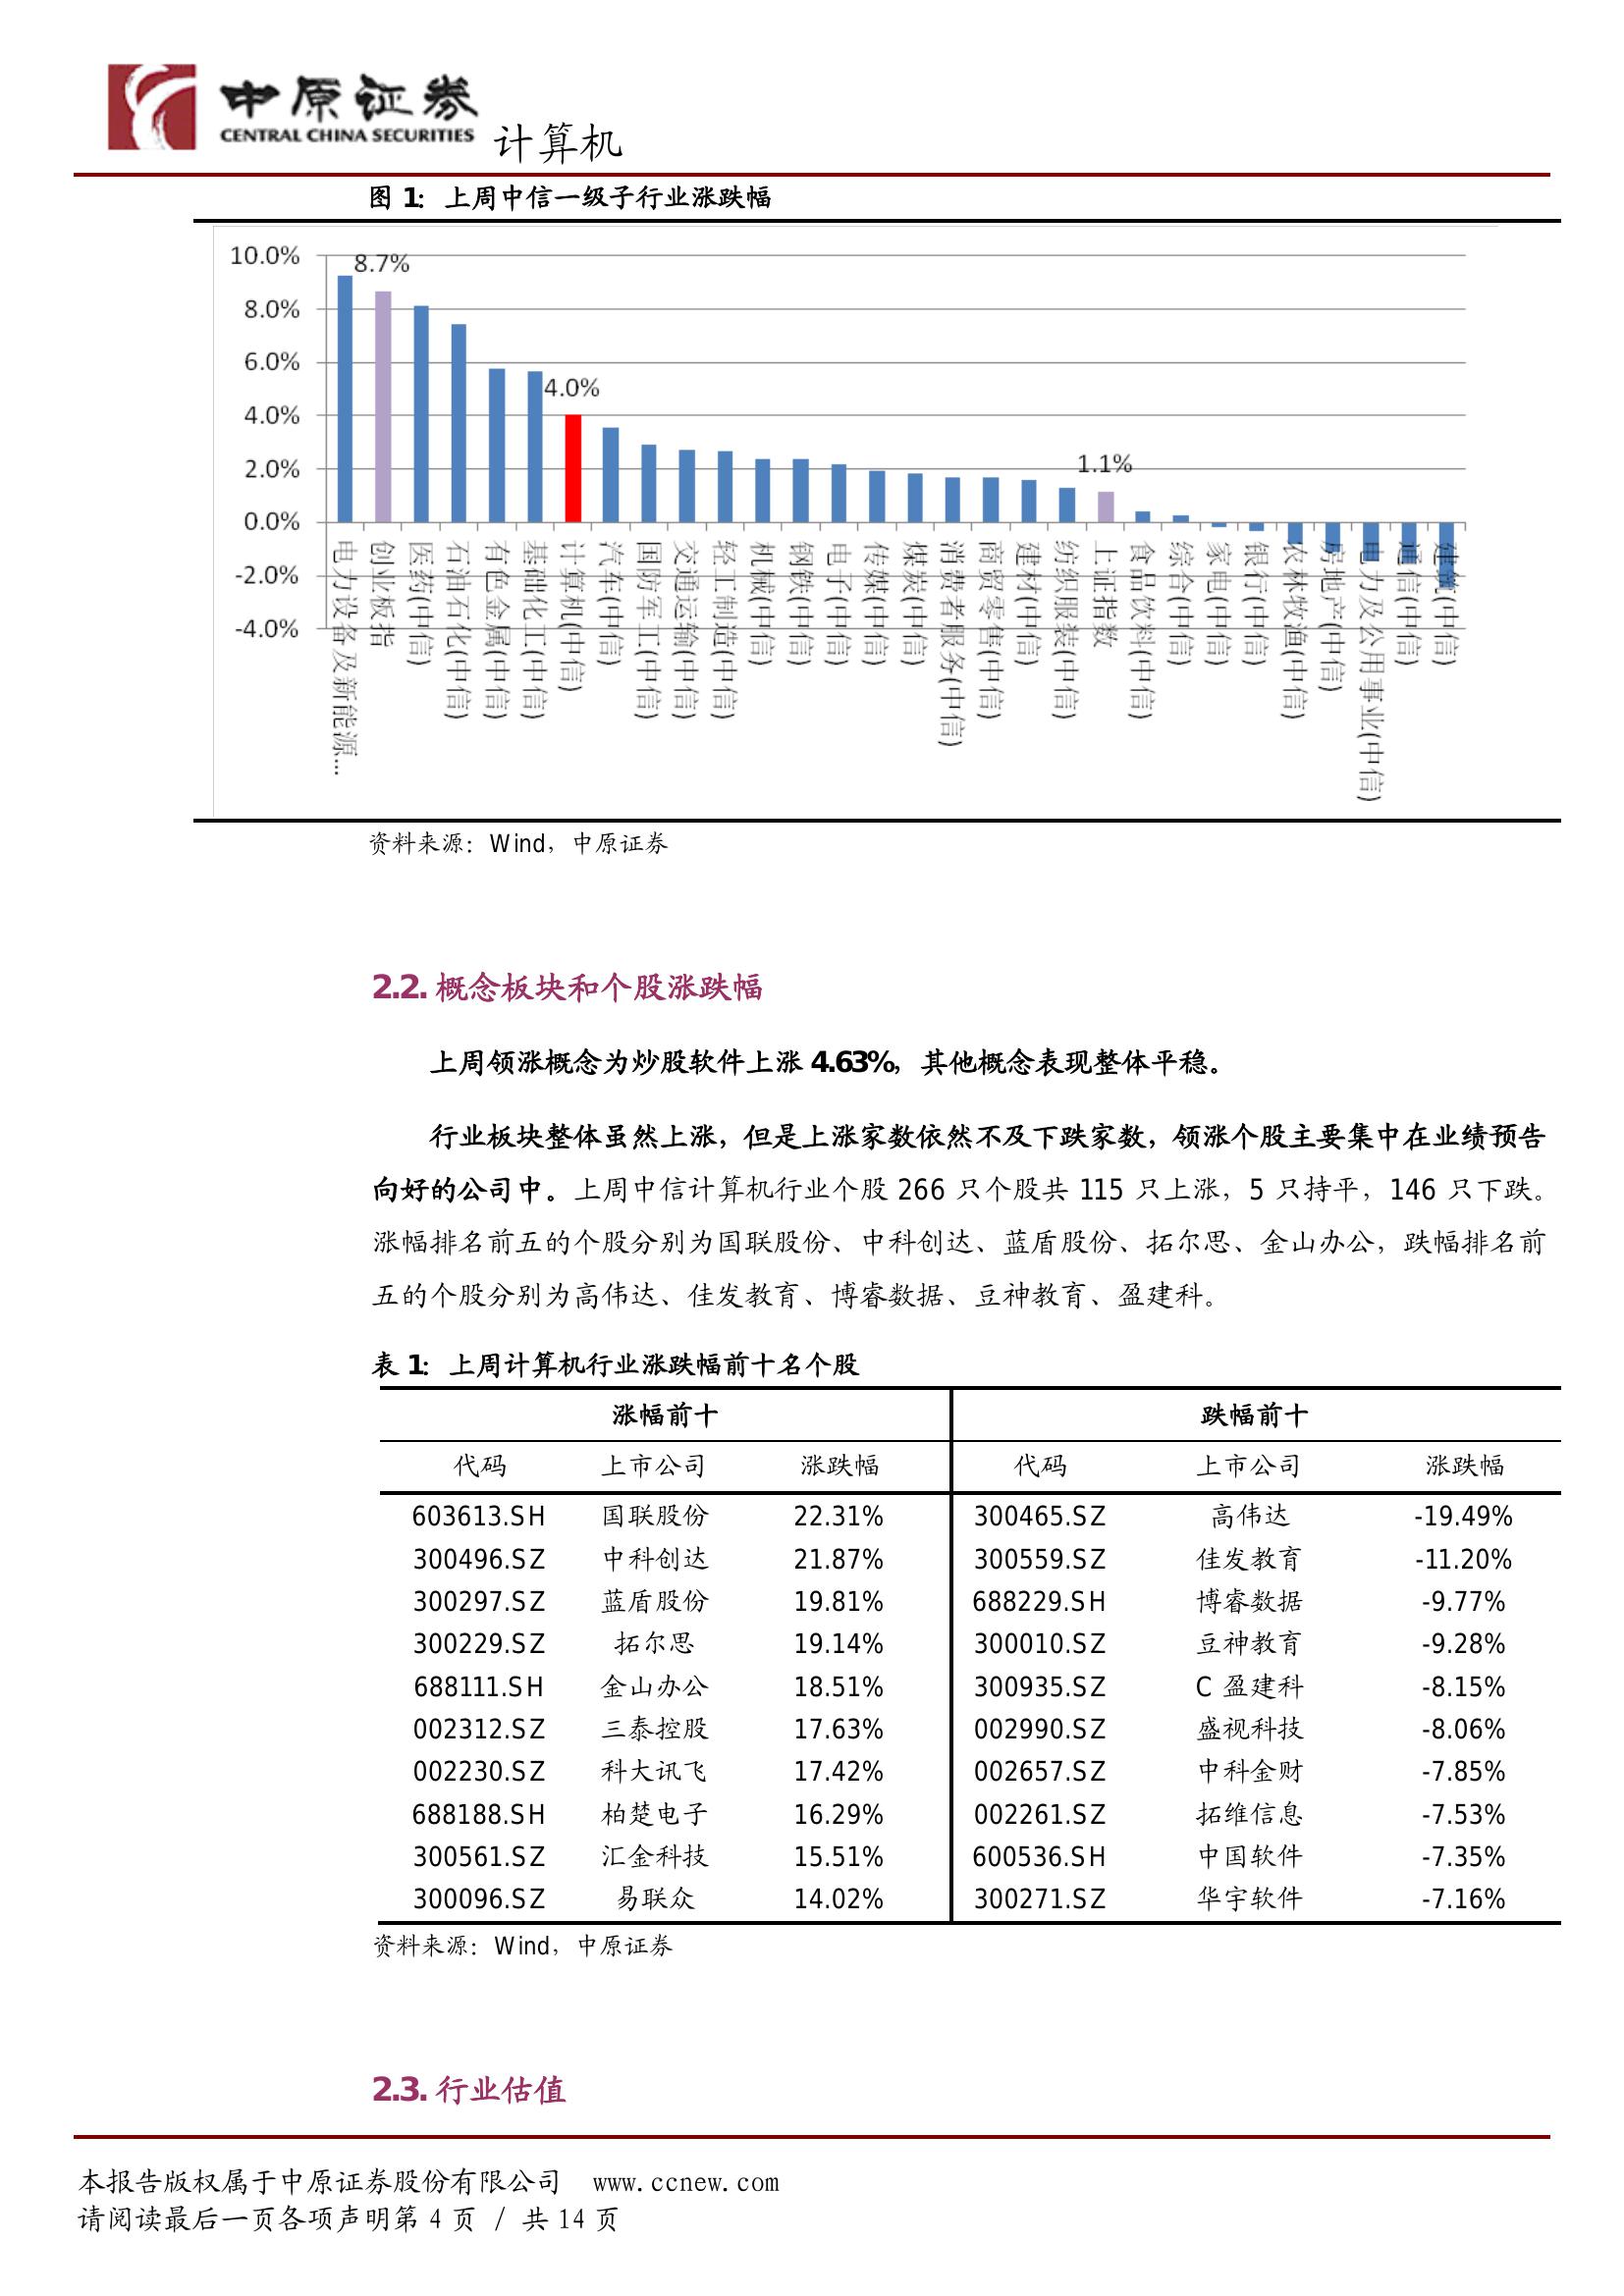 中原证券
CENTRAL CHINA SECURITIES
计算机
图 1：上周中信一级子行业涨跌幅
10.0%
8.0%
6.0%
4.0%
2.0%
0.0%
-2.0%
-4.0%
8.7%
4.0%
1.1%
电力设备及新能源…
创业板指
医药(中信)
石油石化(中信)
有色金属(中信)
基础化工(中信)
计算机(中信)
汽车(中信)
国防军工(中信)
交通运输(中信)
轻工制造(中信)
机械(中信)
钢铁(中信)
电子(中信)
传媒(中信)
煤炭(中信)
消费者服务(中信)
商贸零售(中信)
建材(中信)
纺织服装(中信)
上证指数
食品饮料(中信)
综合(中信)
家电(中信)
银行(中信)
农林牧渔(中信)
房地产(中信)
电力及公用事业(中信)
通信(中信)
建筑(中信)
资料来源：Wind，中原证券
2.2. 概念板块和个股涨跌幅
上周领涨概念为炒股软件上涨 4.63%，其他概念表现整体平稳。
行业板块整体虽然上涨，但是上涨家数依然不及下跌家数，领涨个股主要集中在业绩预告
向好的公司中。上周中信计算机行业个股 266 只个股共 115 只上涨，5 只持平，146 只下跌。
涨幅排名前五的个股分别为国联股份、中科创达、蓝盾股份、拓尔思、金山办公，跌幅排名前
五的个股分别为高伟达、佳发教育、博睿数据、豆神教育、盈建科。
表 1：上周计算机行业涨跌幅前十名个股
涨幅前十 跌幅前十
代码 上市公司 涨跌幅 代码 上市公司 涨跌幅
603613.SH 国联股份 22.31% 300465.SZ 高伟达 -19.49%
300496.SZ 中科创达 21.87% 300559.SZ 佳发教育 -11.20%
300297.SZ 蓝盾股份 19.81% 688229.SH 博睿数据 -9.77%
300229.SZ 拓尔思 19.14% 300010.SZ 豆神教育 -9.28%
688111.SH 金山办公 18.51% 300935.SZ C 盈建科 -8.15%
002312.SZ 三泰控股 17.63% 002990.SZ 盛视科技 -8.06%
002230.SZ 科大讯飞 17.42% 002657.SZ 中科金财 -7.85%
688188.SH 柏楚电子 16.29% 002261.SZ 拓维信息 -7.53%
300561.SZ 汇金科技 15.51% 600536.SH 中国软件 -7.35%
300096.SZ 易联众 14.02% 300271.SZ 华宇软件 -7.16%
资料来源：Wind，中原证券
2.3. 行业估值
本报告版权属于中原证券股份有限公司 www.ccnew.com
请阅读最后一页各项声明第 4 页 / 共 14 页